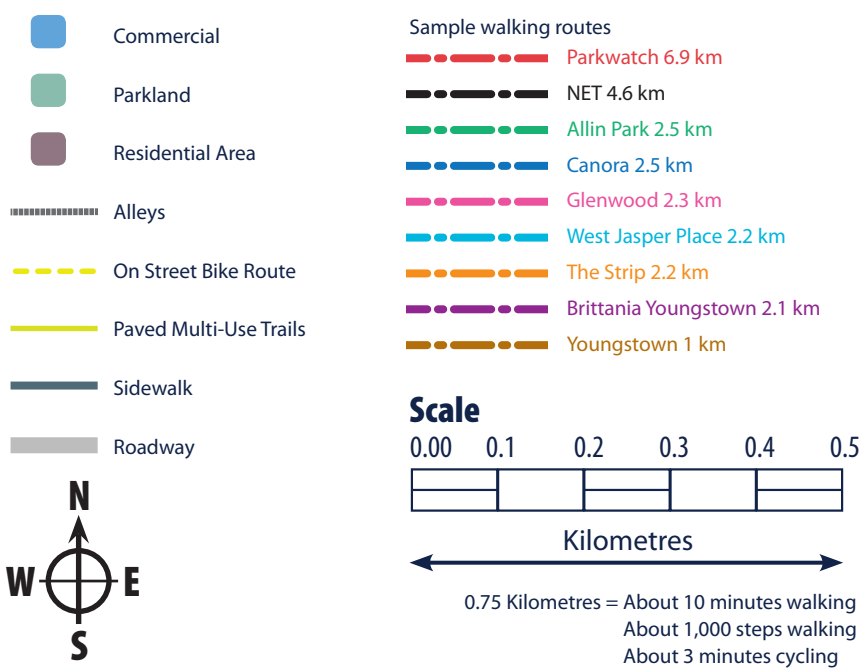 Commercial
Parkland
Residential Area
Alleys
On Street Bike Route
Paved Multi-Use Trails
Sidewalk
Roadway
N
W E
S
Sample walking routes
Parkwatch 6.9 km
NET 4.6 km
Allin Park 2.5 km
Canora 2.5 km
Glenwood 2.3 km
West Jasper Place 2.2 km
The Strip 2.2 km
Brittania Youngstown 2.1 km
Youngstown 1 km
Scale
0.00 0.1 0.2 0.3 0.4 0.5
Kilometres
0.75 Kilometres = About 10 minutes walking
About 1,000 steps walking
About 3 minutes cycling